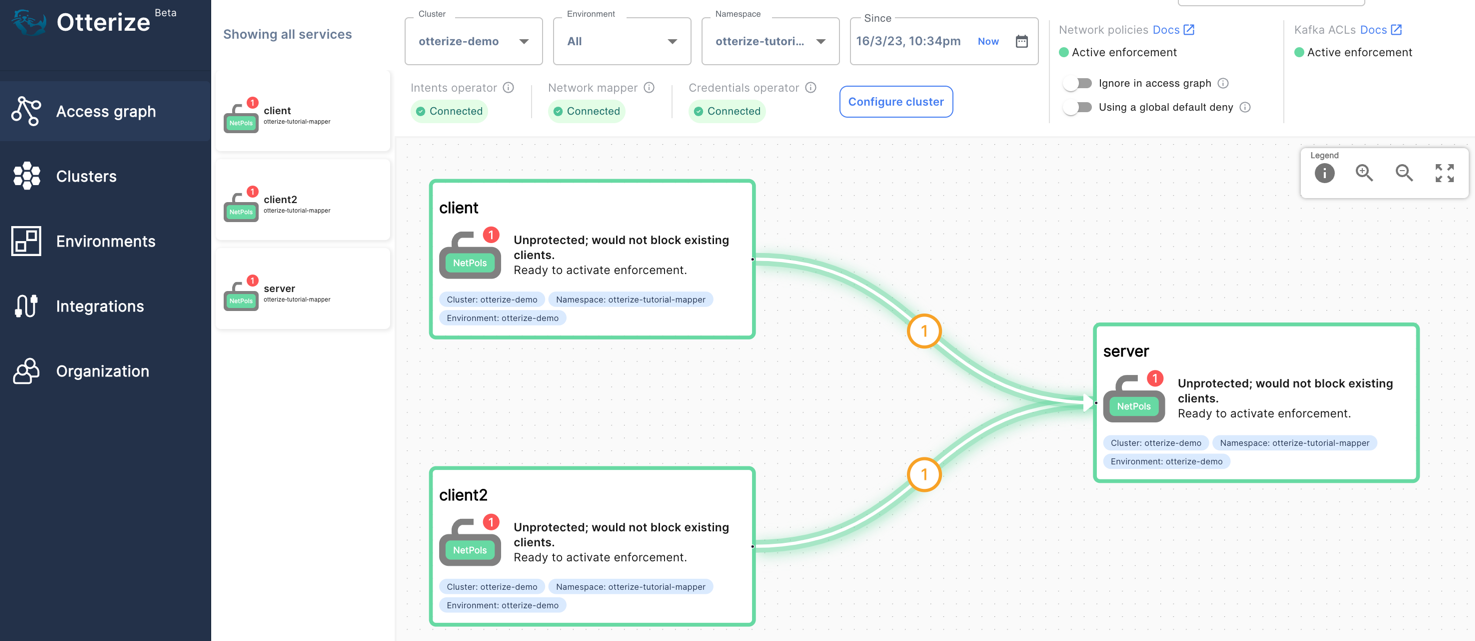 Otterize Beta
Access graph
Clusters
Environments
Integrations
Organization
Showing all services
1
NetPols
client
otterize-tutorial-mapper
1
NetPols
client2
otterize-tutorial-mapper
1
NetPols
server
otterize-tutorial-mapper
Cluster
otterize-demo
Environment
All
Namespace
otterize-tutori...
Since
16/3/23, 10:34pm Now
Intents operator
Connected
Network mapper
Connected
Credentials operator
Connected
Configure cluster
Network policies Docs
Active enforcement
Ignore in access graph
Using a global default deny
Kafka ACLs Docs
Active enforcement
Legend
client
1
NetPols
Unprotected; would not block existing
clients.
Ready to activate enforcement.
Cluster: otterize-demo Namespace: otterize-tutorial-mapper
Environment: otterize-demo
1
server
1
NetPols
Unprotected; would not block existing
clients.
Ready to activate enforcement.
Cluster: otterize-demo Namespace: otterize-tutorial-mapper
Environment: otterize-demo
1
client2
1
NetPols
Unprotected; would not block existing
clients.
Ready to activate enforcement.
Cluster: otterize-demo Namespace: otterize-tutorial-mapper
Environment: otterize-demo